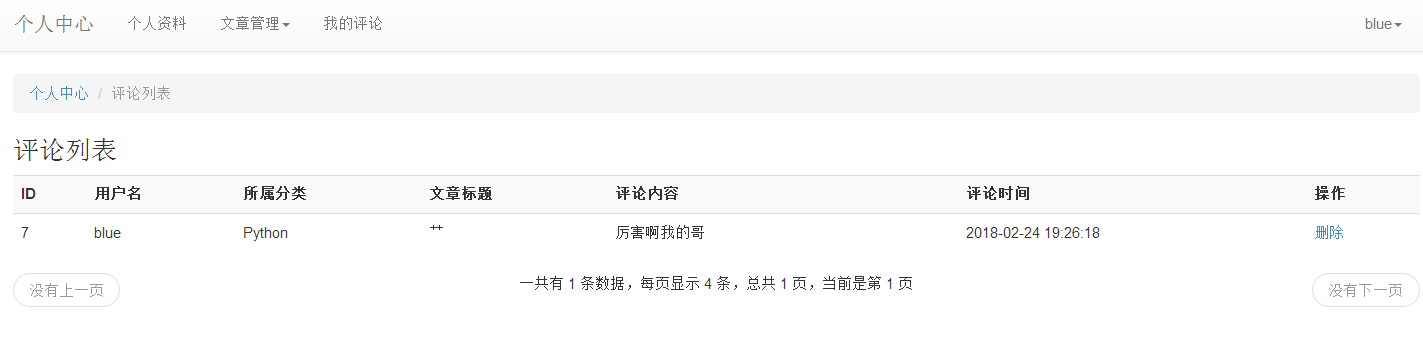 个人中心 个人资料 文章管理 我的评论 blue
个人中心 / 评论列表
评论列表
ID 用户名 所属分类 文章标题 评论内容 评论时间 操作
7 blue Python 艹 厉害啊我的哥 2018-02-24 19:26:18 删除
没有上一页 一共有 1 条数据，每页显示 4 条，总共 1 页，当前是第 1 页 没有下一页